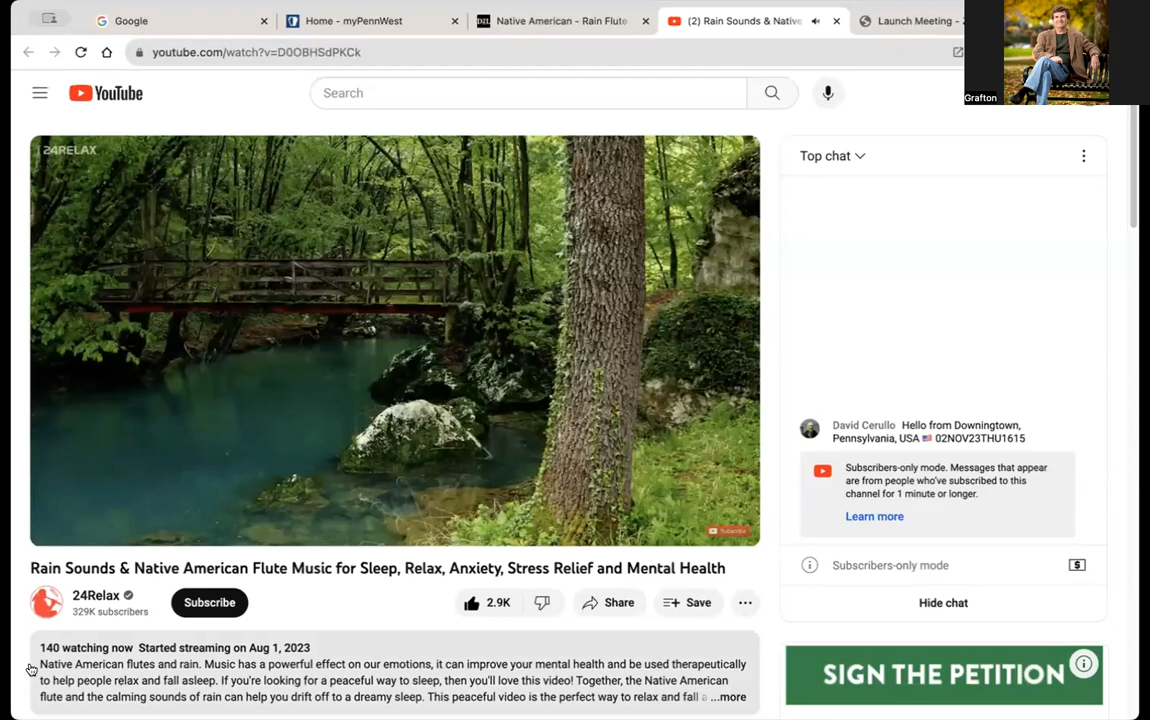 Google
Home - myPennWest
D2L
Native American - Rain Flute
(2) Rain Sounds & Native
Launch Meeting -
youtube.com/watch?v=D0OBHSdPKCk
YouTube
Search
Grafton
24RELAX
Subscribe
Top chat
David Cerullo Hello from Downingtown,
Pennsylvania, USA 🇺🇸 02NOV23THU1615
Subscribers-only mode. Messages that appear
are from people who've subscribed to this
channel for 1 minute or longer.
Learn more
Subscribers-only mode
Hide chat
Rain Sounds & Native American Flute Music for Sleep, Relax, Anxiety, Stress Relief and Mental Health
24Relax
329K subscribers
Subscribe
2.9K
Share
Save
140 watching now Started streaming on Aug 1, 2023
Native American flutes and rain. Music has a powerful effect on our emotions, it can improve your mental health and be used therapeutically
to help people relax and fall asleep. If you're looking for a peaceful way to sleep, then you'll love this video! Together, the Native American
flute and the calming sounds of rain can help you drift off to a dreamy sleep. This peaceful video is the perfect way to relax and fall a ...more
SIGN THE PETITION